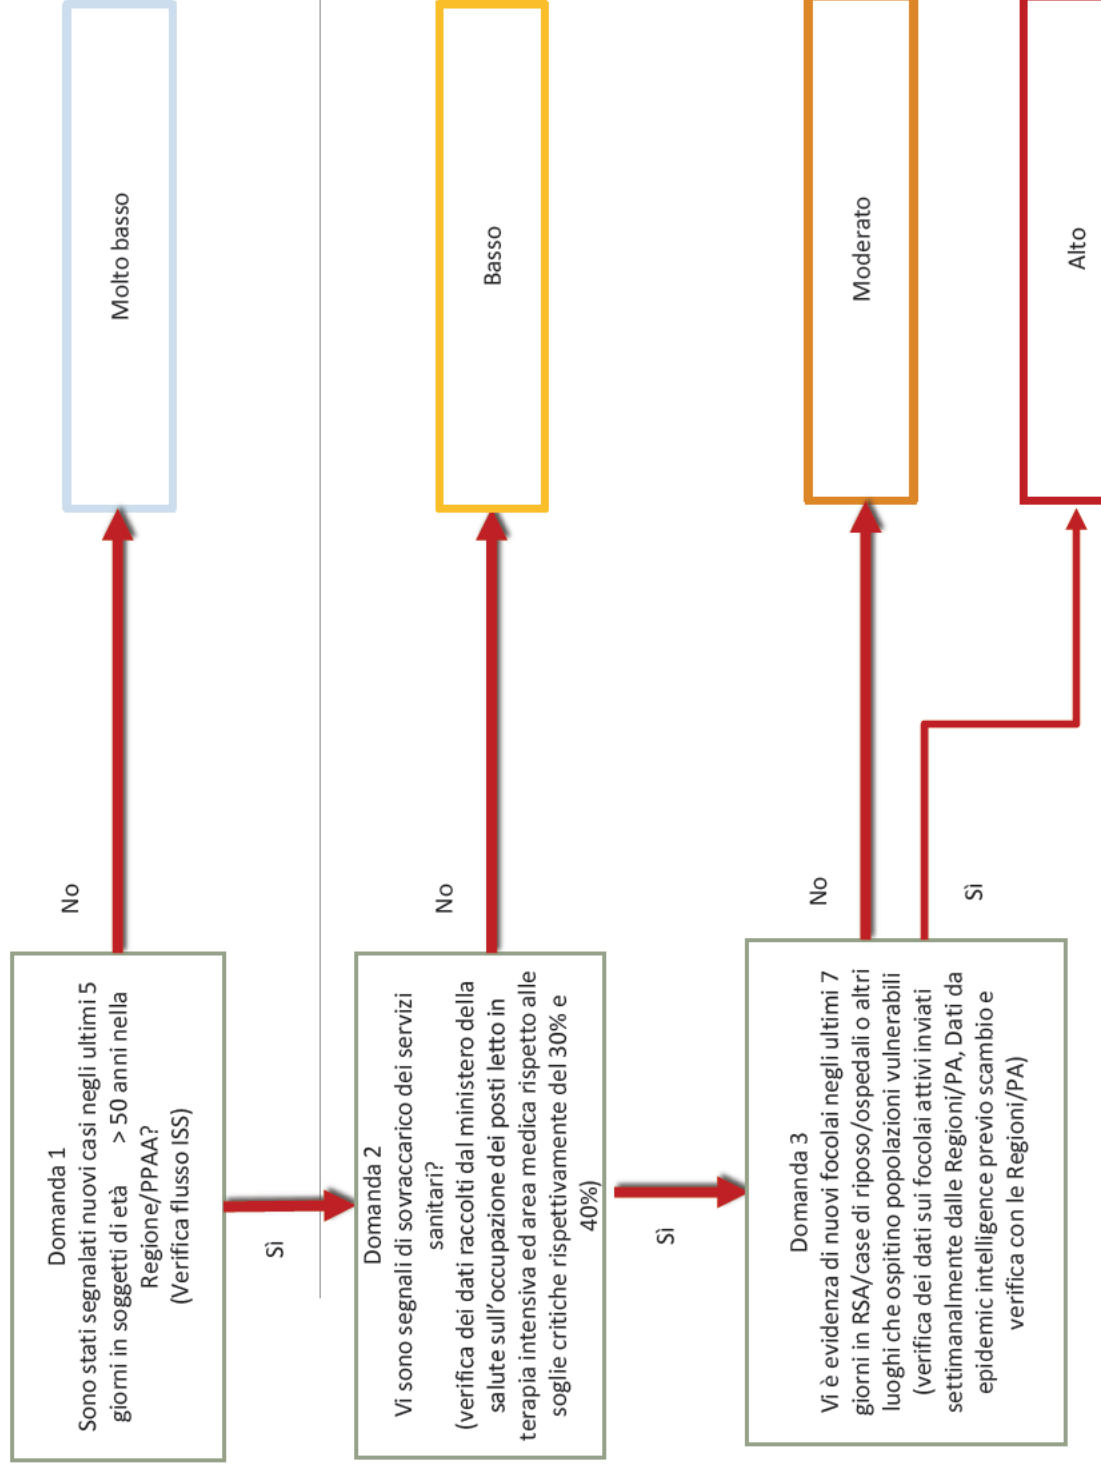 Domanda 1
Sono stati segnalati nuovi casi negli ultimi 5
giorni in soggetti di età > 50 anni nella
Regione/PPAA?
(Verifica flusso ISS)
No
Molto basso
Sì
Domanda 2
Vi sono segnali di sovraccarico dei servizi
sanitari?
(verifica dei dati raccolti dal ministero della
salute sull'occupazione dei posti letto in
terapia intensiva ed area medica rispetto alle
soglie critiche rispettivamente del 30% e
40%)
No
Basso
Sì
Domanda 3
Vi è evidenza di nuovi focolai negli ultimi 7
giorni in RSA/case di riposo/ospedali o altri
luoghi che ospitino popolazioni vulnerabili
(verifica dei dati sui focolai attivi inviati
settimanalmente dalle Regioni/PA, Dati da
epidemic intelligence previo scambio e
verifica con le Regioni/PA)
No
Moderato
Sì
Alto